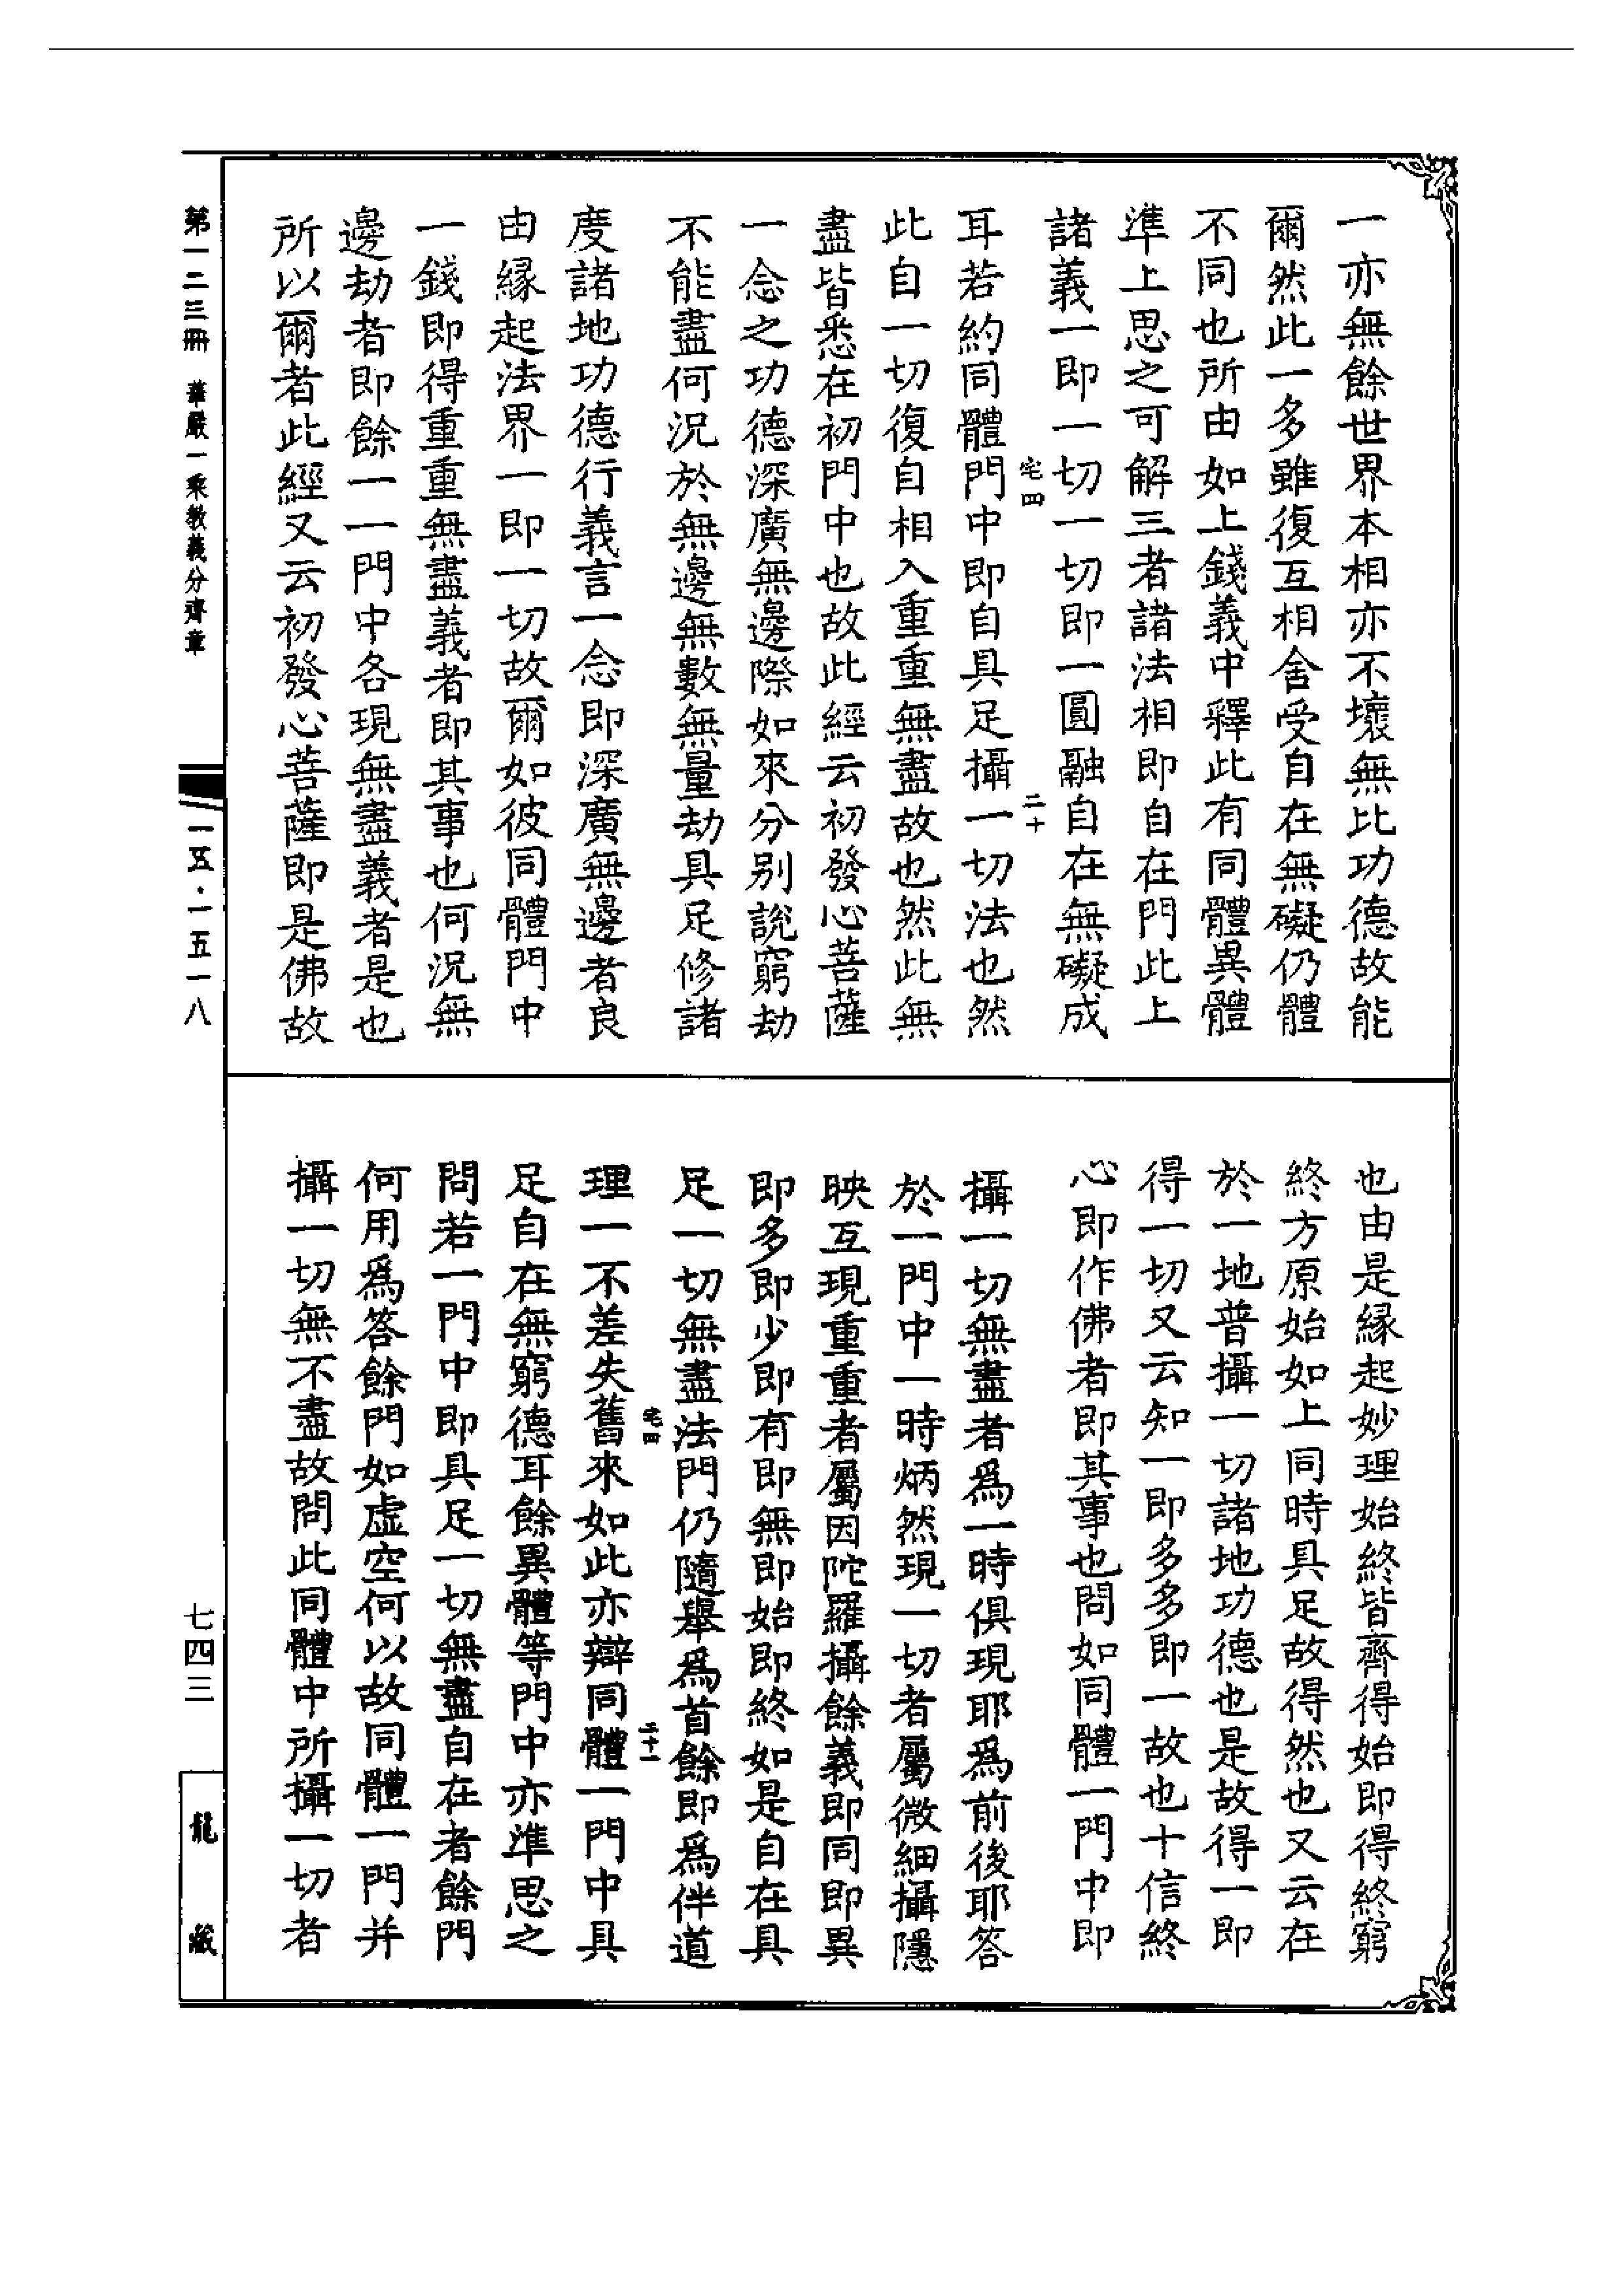 一亦無餘世界本相亦不壞無比功德故能
爾然此一多雖復互相舍受自在無礙仍體
不同也所由如上錢義中釋此有同體異體
準上思之可解三者諸法相即自在門此上
諸義一即一切一切即一圓融自在無礙成
宅四
二十
耳若約同體門中即自具足攝一切法也然
此自一切復自相入重重無盡故也然此無
盡皆悉在初門中也故此經云初發心菩薩
一念之功德深廣無邊際如來分別說窮劫
不能盡何況於無邊無數無量劫具足修諸
度諸地功德行義言一念即深廣無邊者良
由緣起法界一即一切故爾如彼同體門中
一錢即得重重無盡義者即其事也何況無
邊劫者即餘一一門中各現無盡義者是也
所以爾者此經又云初發心菩薩即是佛故
也由是緣起妙理始終皆齊得始即得終窮
終方原始如上同時具足故得然也又云在
於一地普攝一切諸地功德也是故得一即
得一切又云知一即多多即一故也十信終
心即作佛者即其事也問如同體一門中即
攝一切無盡者為一時俱現耶為前後耶答
於一門中一時炳然現一切者屬微細攝隱
映互現重重者屬因陀羅攝餘義即同即異
即多即少即有即無即始即終如是自在具
足一切無盡法門仍隨舉為首餘即為伴道
宅四
二十一
理一不差失舊來如此亦辯同體一門中具
足自在無窮德耳餘異體等門中亦準思之
問若一門中即具足一切無盡自在者餘門
何用為答餘門如虛空何以故同體一門并
攝一切無不盡故問此同體中所攝一切者
第一二三冊 華嚴一乘教義分齊章
一五·一五一八
七四三
龍藏